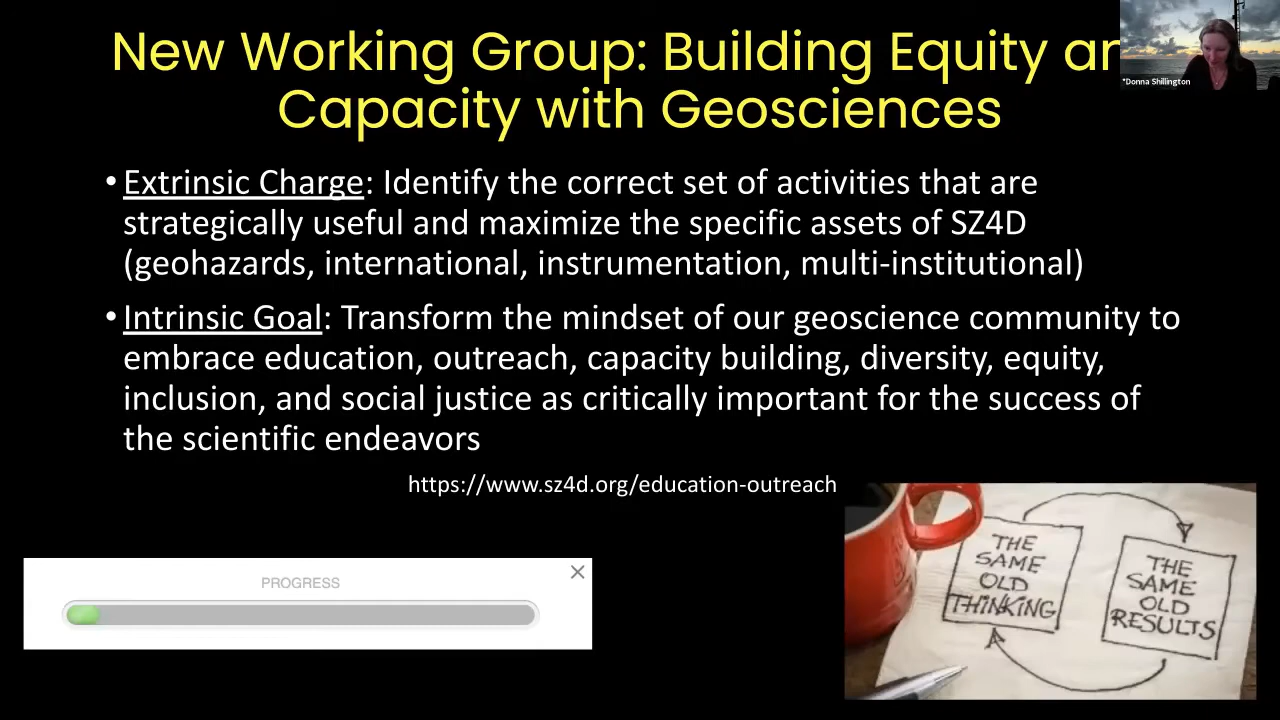 New Working Group: Building Equity an
Capacity with Geosciences
*Donna Shillington
•Extrinsic Charge: Identify the correct set of activities that are
strategically useful and maximize the specific assets of SZ4D
(geohazards, international, instrumentation, multi-institutional)
•Intrinsic Goal: Transform the mindset of our geoscience community to
embrace education, outreach, capacity building, diversity, equity,
inclusion, and social justice as critically important for the success of
the scientific endeavors
https://www.sz4d.org/education-outreach
PROGRESS
THE
SAME
OLD
THINKING
THE
SAME
OLD
RESULTS